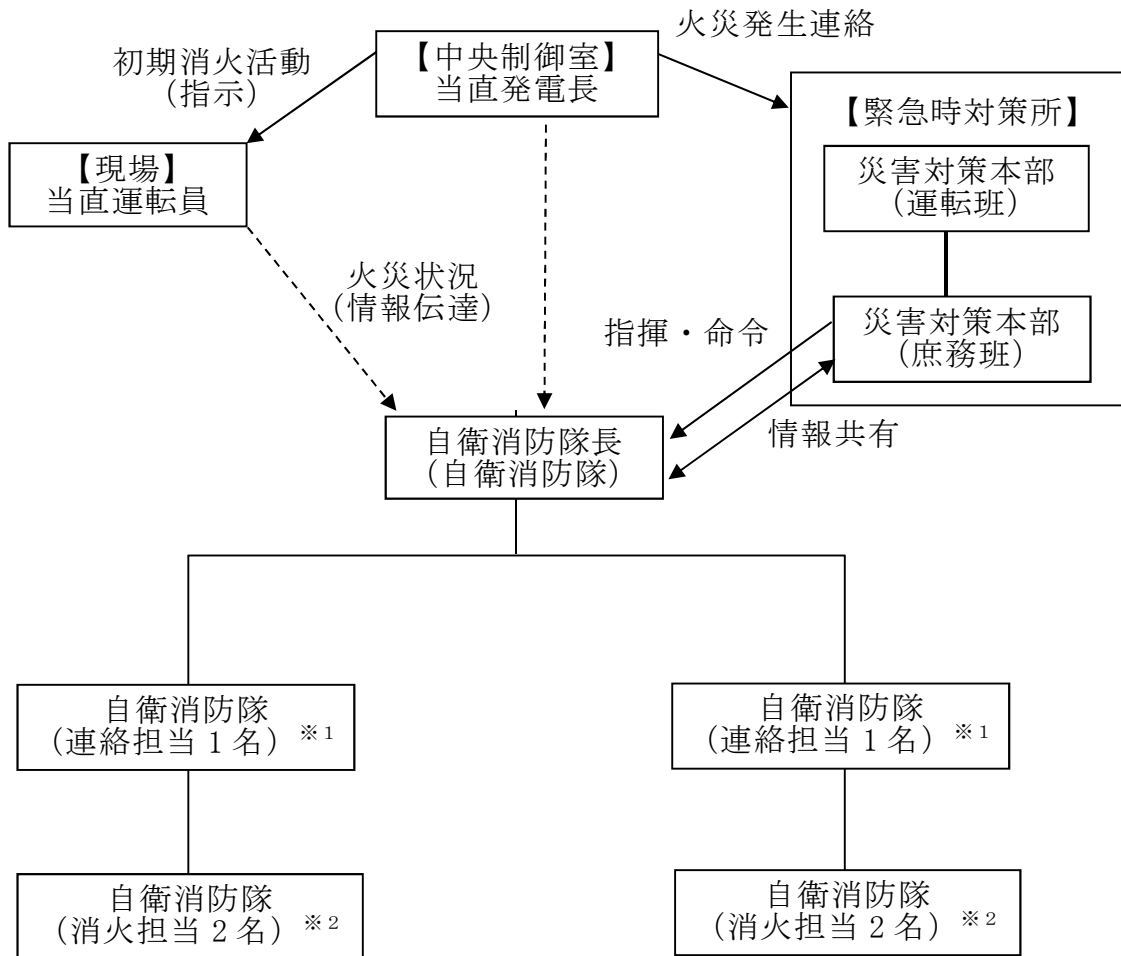 火災発生連絡
初期消火活動
（指示）
【中央制御室】
当直発電長
【緊急時対策所】
【現場】
当直運転員
災害対策本部
（運転班）
火災状況
（情報伝達）
指揮・命令
災害対策本部
（庶務班）
情報共有
自衛消防隊長
（自衛消防隊）
自衛消防隊
（連絡担当１名）※1
自衛消防隊
（連絡担当１名）※1
自衛消防隊
（消火担当２名）※2
自衛消防隊
（消火担当２名）※2